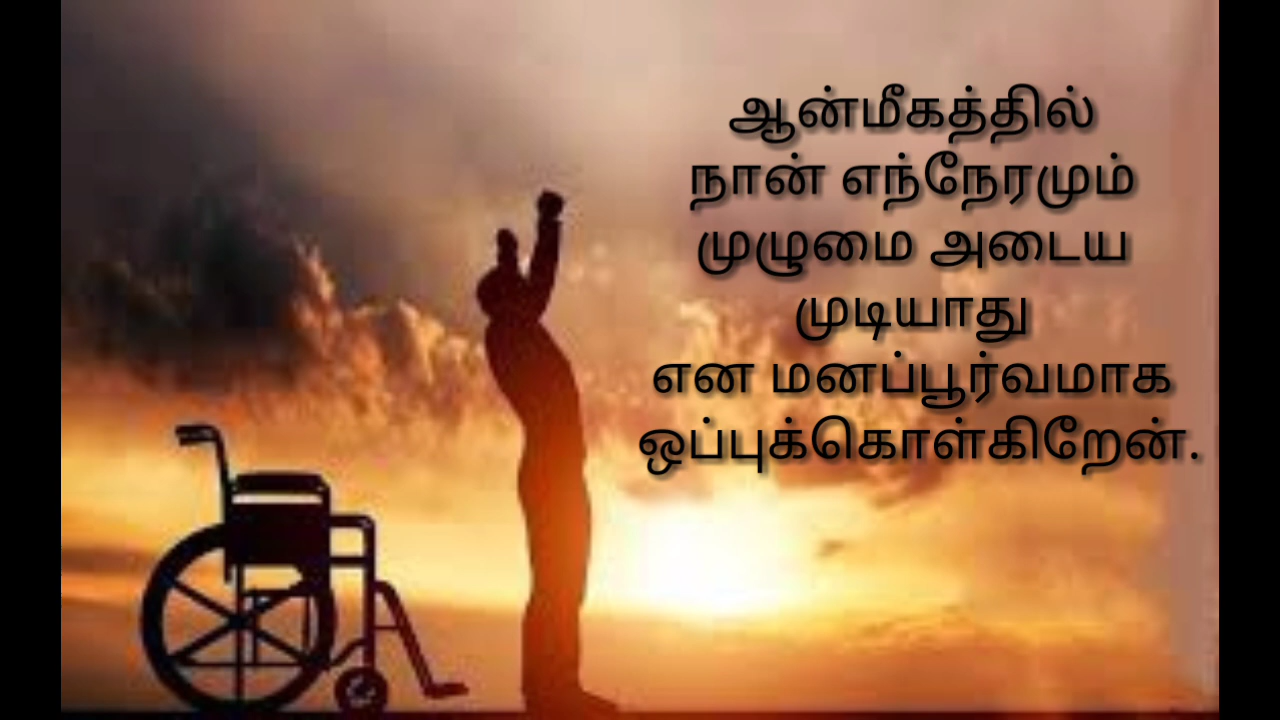 ஆன்மீகத்தில்
நான் எந்நேரமும்
முழுமை அடைய
முடியாது
என மனப்பூர்வமாக
ஒப்புக்கொள்கிறேன்.